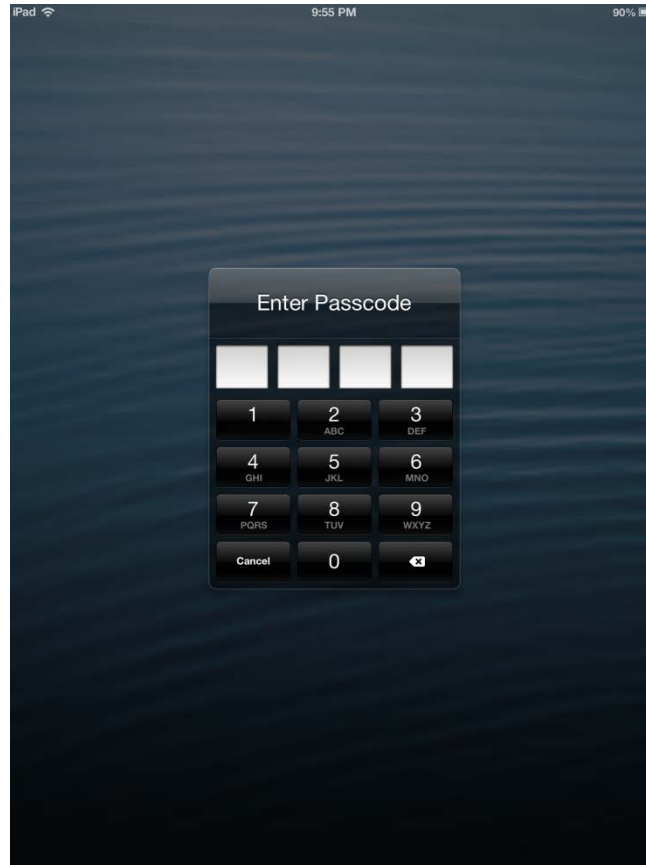 iPad 9:55 PM 90%
Enter Passcode
1 2 3
ABC DEF
4 5 6
GHI JKL MNO
7 8 9
PQRS TUV WXYZ
Cancel 0